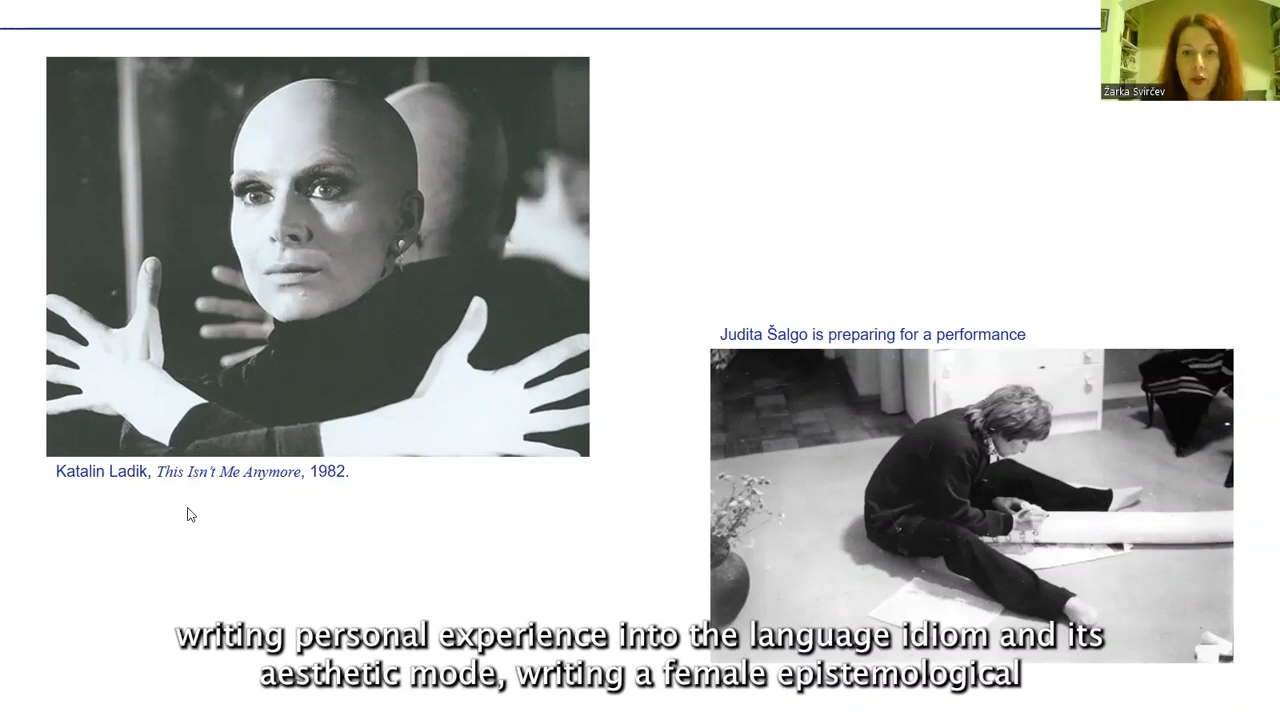 Žarka Svirčev
Judita Šalgo is preparing for a performance
Katalin Ladik, This Isn't Me Anymore, 1982.
writing personal experience into the language idiom and its
aesthetic mode, writing a female epistemological